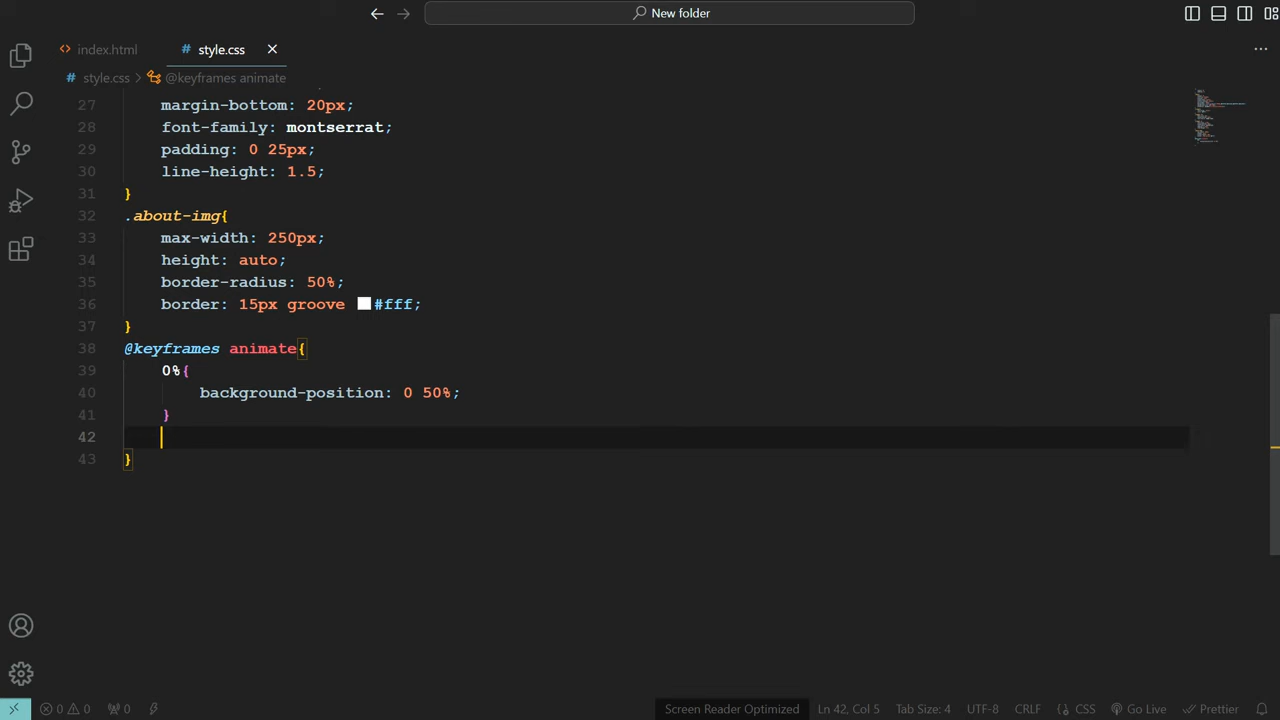 New folder
index.html
# style.css
# style.css > @keyframes animate
27 margin-bottom: 20px;
28 font-family: montserrat;
29 padding: 0 25px;
30 line-height: 1.5;
31 }
32 .about-img{
33 max-width: 250px;
34 height: auto;
35 border-radius: 50%;
36 border: 15px groove #fff;
37 }
38 @keyframes animate{
39 0%{
40 background-position: 0 50%;
41 }
42
43 }
0 0 0 Screen Reader Optimized Ln 42, Col 5 Tab Size: 4 UTF-8 CRLF {} CSS Go Live Prettier